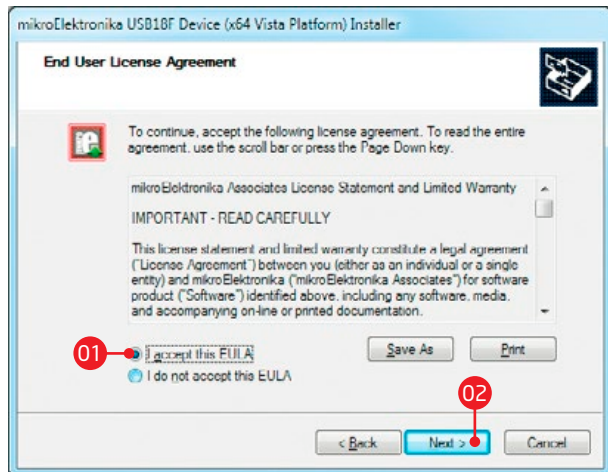 mikroElektronika USB18F Device (x64 Vista Platform) Installer
End User License Agreement
To continue, accept the following license agreement. To read the entire
agreement, use the scroll bar or press the Page Down key.
mikroElektronika Associates License Statement and Limited Warranty
IMPORTANT - READ CAREFULLY
This license statement and limited warranty constitute a legal agreement
("License Agreement") between you (either as an individual or a single
entity) and mikroElektronika ("mikroElektronika Associates") for software
product ("Software") identified above, including any software, media,
and accompanying on-line or printed documentation.
01
I accept this EULA
Save As
Print
I do not accept this EULA
02
< Back
Next >
Cancel